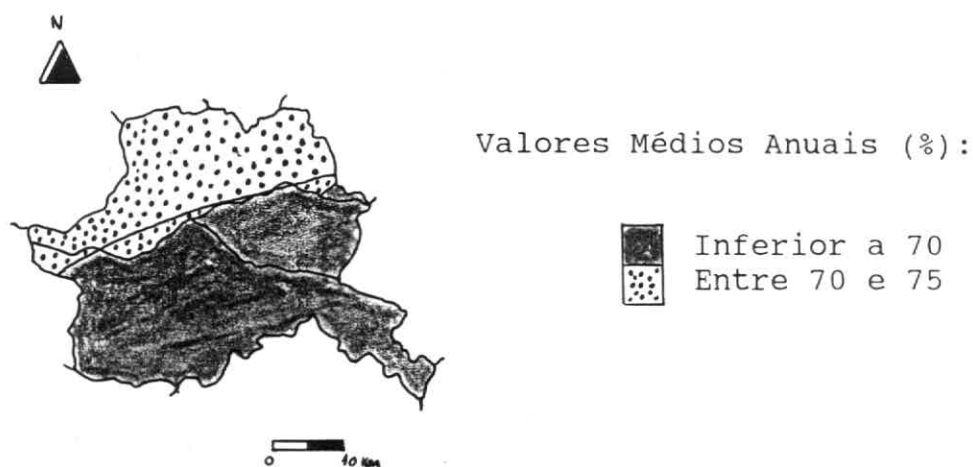 N
Valores Médios Anuais (%):
Inferior a 70
Entre 70 e 75
0 10 Km